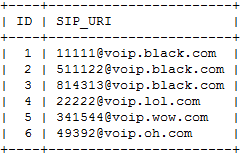 +----+------------------------+
| ID | SIP_URI
+----+------------------------+
| 1 | 11111@voip.black.com
| 2 | 511122@voip.black.com
| 3 | 814313@voip.black.com
| 4 | 22222@voip.lol.com
| 5 | 341544@voip.wow.com
| 6 | 49392@voip.oh.com
+----+------------------------+